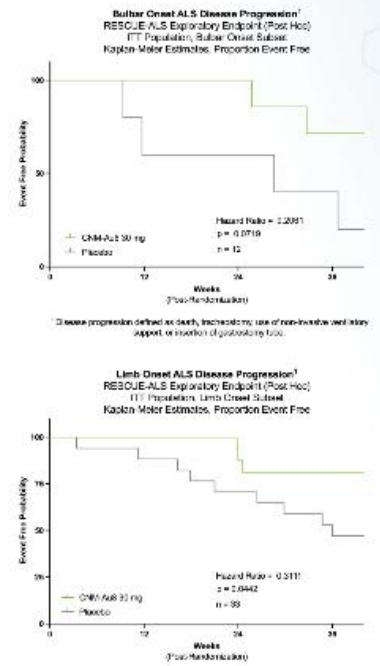 Bulbar Onset ALS Disease Progression¹
RESCUE-ALS Exploratory Endpoint (Post Hoc)
ITT Population, Bulbar Onset Subset
Kaplan-Meier Estimates, Proportion Event Free
100
50
0
Event Free Probability
CNM-Au8 30 mg
Placebo
Hazard Ratio = 0.2061
p = 0.0719
n = 12
0 12 24 36
Weeks
(Post-Randomization)
¹ Disease progression defined as death, tracheostomy, use of non-invasive ventilatory
support, or insertion of gastrostomy tube.
Limb Onset ALS Disease Progression¹
RESCUE-ALS Exploratory Endpoint (Post Hoc)
ITT Population, Limb Onset Subset
Kaplan-Meier Estimates, Proportion Event Free
100
75
50
25
0
Event Free Probability
CNM-Au8 30 mg
Placebo
Hazard Ratio = 0.3111
p = 0.0442
n = 33
0 12 24 36
Weeks
(Post-Randomization)